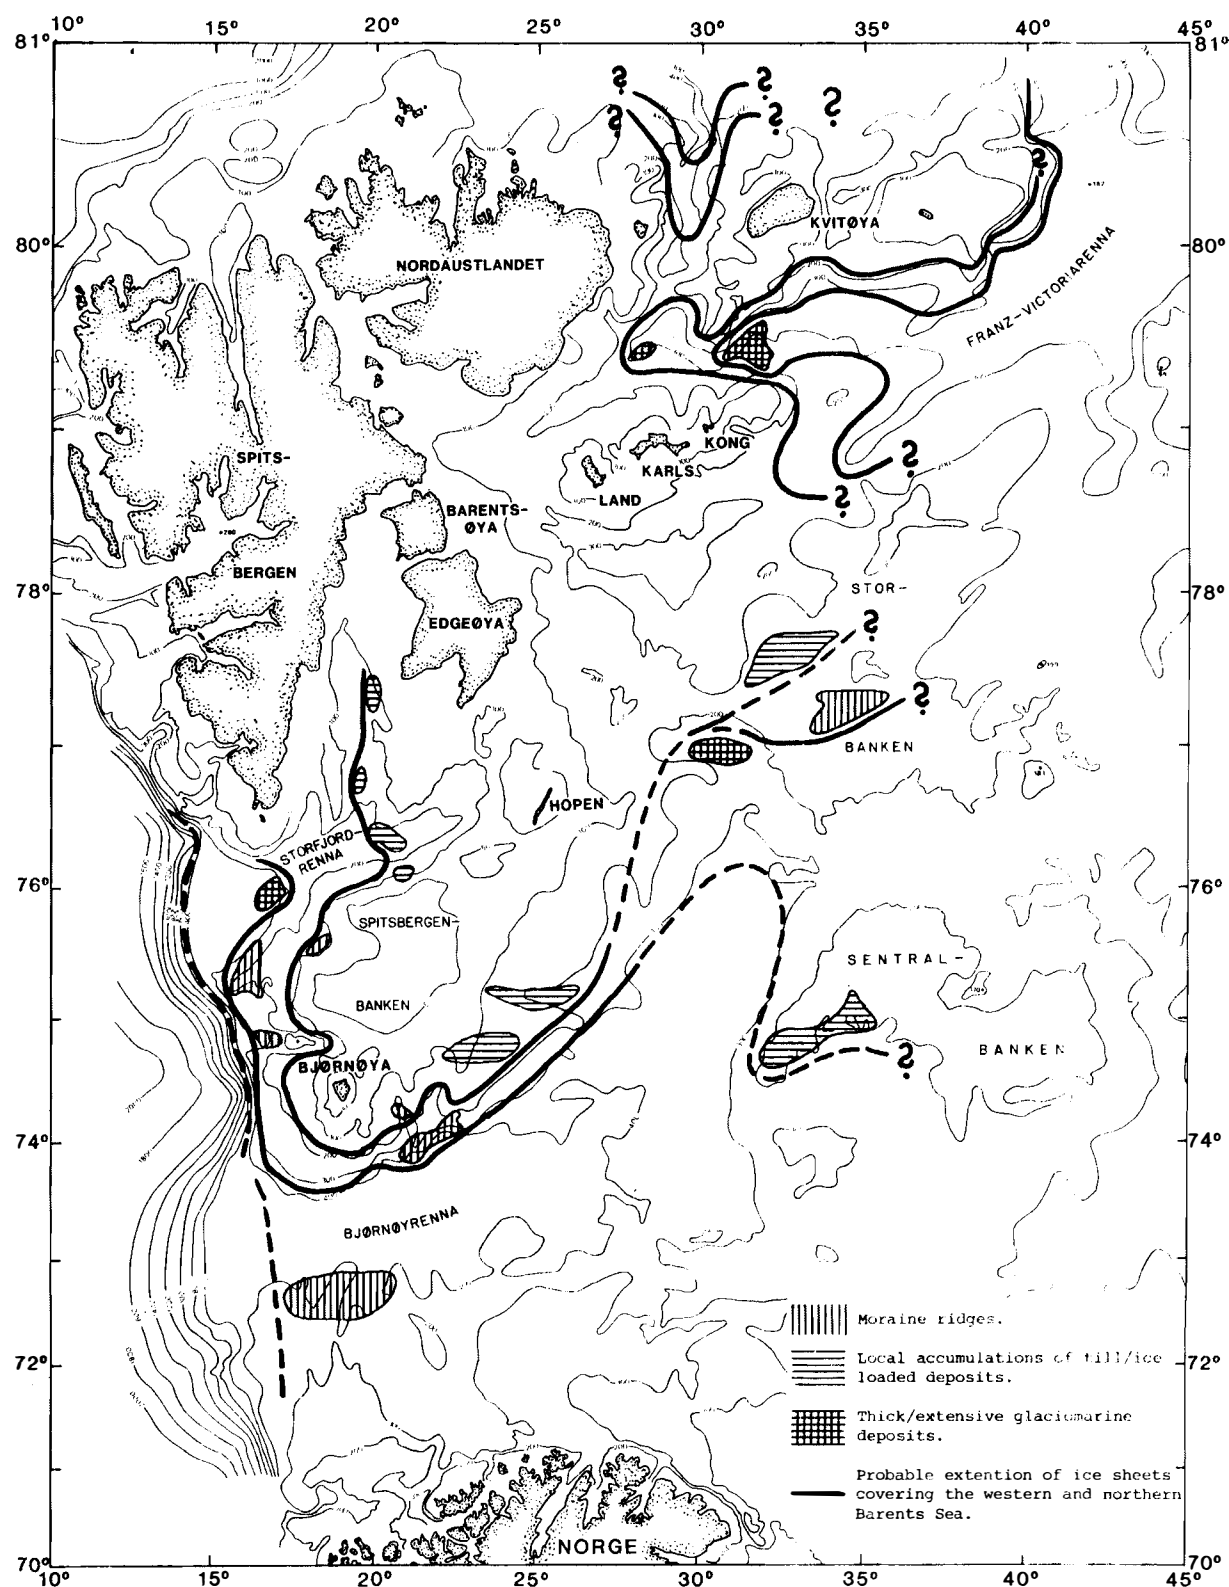 10° 15° 20° 25° 30° 35° 40° 45°
81° 81°
KVITØYA
80° 80°
NORDAUSTLANDET
FRANZ-VICTORIARENNA
KONG
SPITS-
KARLS
LAND
BARENTS-
ØYA
BERGEN
78° 78°
STOR-
EDGEØYA
BANKEN
HOPEN
STORFJORD-
RENNA
76° 76°
SPITSBERGEN-
SENTRAL-
BANKEN
BANKEN
BJØRNØYA
74° 74°
BJØRNØYRENNA
Moraine ridges.
72° 72°
Local accumulations of till/ice
loaded deposits.
Thick/extensive glaciomarine
deposits.
Probable extention of ice sheets
covering the western and northern
Barents Sea.
NORGE
70° 70°
10° 15° 20° 25° 30° 35° 40° 45°